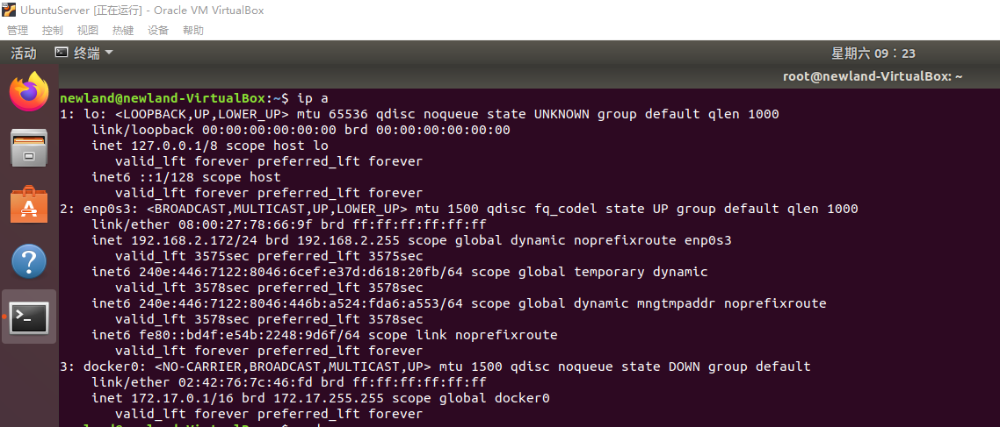 UbuntuServer [正在运行] - Oracle VM VirtualBox
管理 控制 视图 热键 设备 帮助
活动 终端 星期六 09：23
root@newland-VirtualBox: ~
newland@newland-VirtualBox:~$ ip a
1: lo: <LOOPBACK,UP,LOWER_UP> mtu 65536 qdisc noqueue state UNKNOWN group default qlen 1000
    link/loopback 00:00:00:00:00:00 brd 00:00:00:00:00:00
    inet 127.0.0.1/8 scope host lo
       valid_lft forever preferred_lft forever
    inet6 ::1/128 scope host
       valid_lft forever preferred_lft forever
2: enp0s3: <BROADCAST,MULTICAST,UP,LOWER_UP> mtu 1500 qdisc fq_codel state UP group default qlen 1000
    link/ether 08:00:27:78:66:9f brd ff:ff:ff:ff:ff:ff
    inet 192.168.2.172/24 brd 192.168.2.255 scope global dynamic noprefixroute enp0s3
       valid_lft 3575sec preferred_lft 3575sec
    inet6 240e:446:7122:8046:6cef:e37d:d618:20fb/64 scope global temporary dynamic
       valid_lft 3578sec preferred_lft 3578sec
    inet6 240e:446:7122:8046:446b:a524:fda6:a553/64 scope global dynamic mngtmpaddr noprefixroute
       valid_lft 3578sec preferred_lft 3578sec
    inet6 fe80::bd4f:e54b:2248:9d6f/64 scope link noprefixroute
       valid_lft forever preferred_lft forever
3: docker0: <NO-CARRIER,BROADCAST,MULTICAST,UP> mtu 1500 qdisc noqueue state DOWN group default
    link/ether 02:42:76:7c:46:fd brd ff:ff:ff:ff:ff:ff
    inet 172.17.0.1/16 brd 172.17.255.255 scope global docker0
       valid_lft forever preferred_lft forever